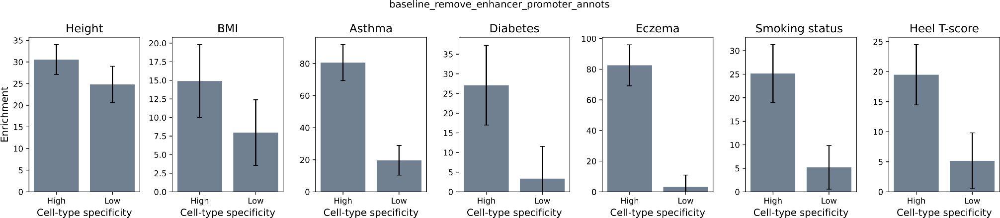 baseline_remove_enhancer_promoter_annots
Height
BMI
Asthma
Diabetes
Eczema
Smoking status
Heel T-score
Enrichment
35
30
25
20
15
10
5
0
High
Low
Cell-type specificity
20.0
17.5
15.0
12.5
10.0
7.5
5.0
2.5
0.0
High
Low
Cell-type specificity
80
60
40
20
0
High
Low
Cell-type specificity
35
30
25
20
15
10
5
0
High
Low
Cell-type specificity
100
80
60
40
20
0
High
Low
Cell-type specificity
30
25
20
15
10
5
0
High
Low
Cell-type specificity
25
20
15
10
5
0
High
Low
Cell-type specificity